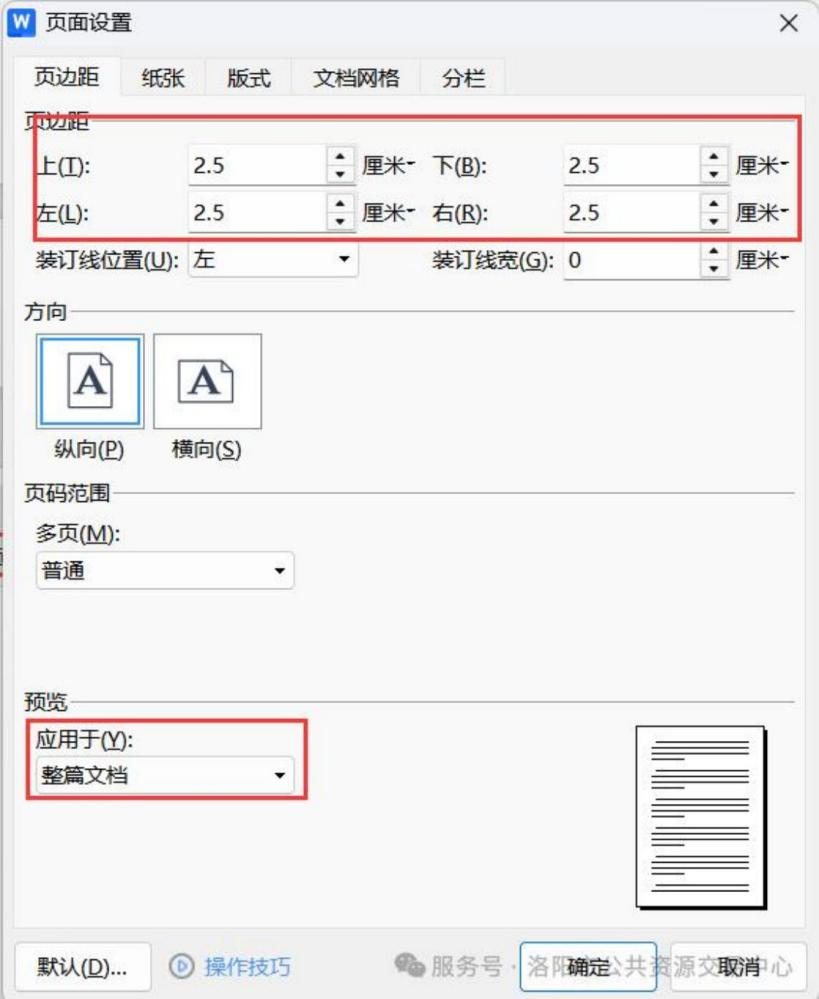 W 页面设置
页边距 纸张 版式 文档网格 分栏
页边距
上(T): 2.5 厘米 下(B): 2.5 厘米
左(L): 2.5 厘米 右(R): 2.5 厘米
装订线位置(U): 左 装订线宽(G): 0 厘米
方向
A A
纵向(P) 横向(S)
页码范围
多页(M):
普通
预览
应用于(Y):
整篇文档
默认(D)... 操作技巧 确定 取消
服务号 · 洛阳市公共资源交易中心